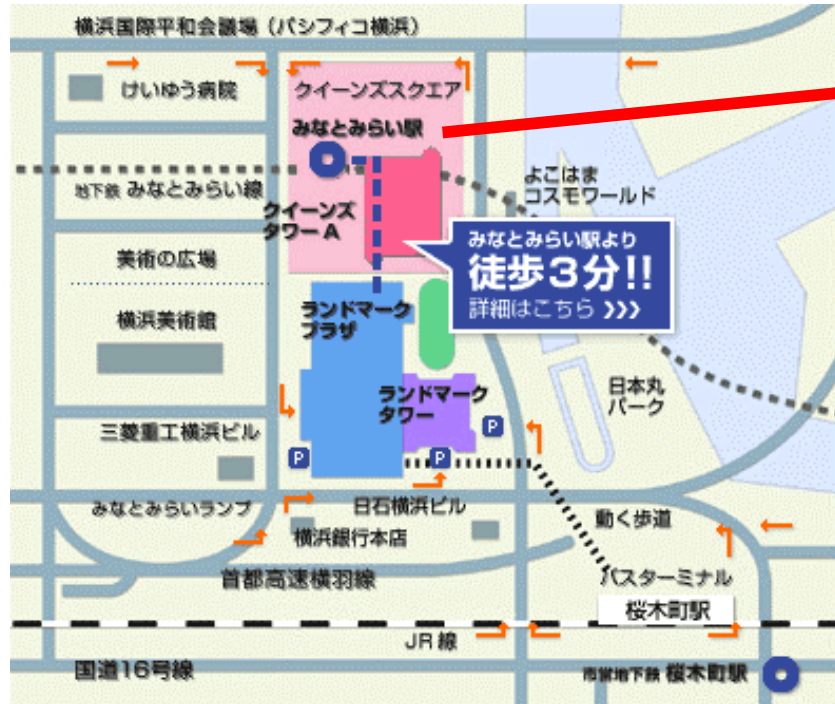 横浜国際平和会議場（パシフィコ横浜）
けいゆう病院
クイーンズスクエア
みなとみらい駅
地下鉄 みなとみらい線
よこはま
コスモワールド
クイーンズ
タワーA
みなとみらい駅より
徒歩3分!!
詳細はこちら >>>
美術の広場
横浜美術館
ランドマーク
プラザ
ランドマーク
タワー
日本丸
パーク
三菱重工横浜ビル
P
P
P
みなとみらいランプ
日石横浜ビル
動く歩道
横浜銀行本店
首都高速横羽線
バスターミナル
桜木町駅
JR線
国道16号線
市営地下鉄 桜木町駅